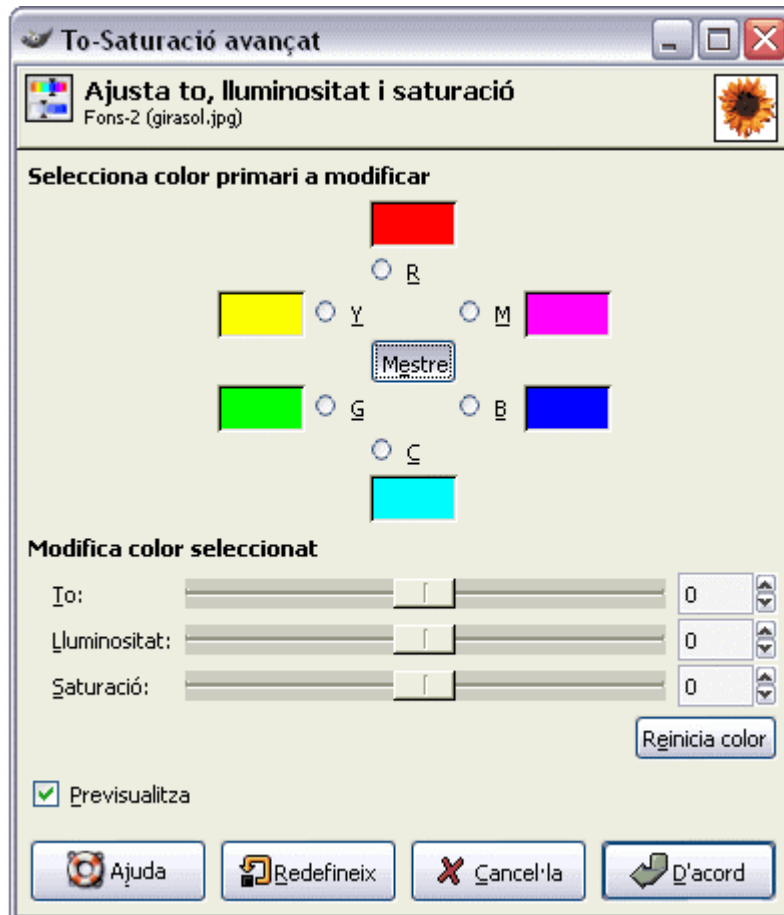 To-Saturació avançat
Ajusta to, lluminositat i saturació
Fons-2 (girasol.jpg)
Selecciona color primari a modificar
R
Y M
Mestre
G B
C
Modifica color seleccionat
To: 0
Lluminositat: 0
Saturació: 0
Reinicia color
Previsualitza
Ajuda Redefineix Cancel·la D'acord